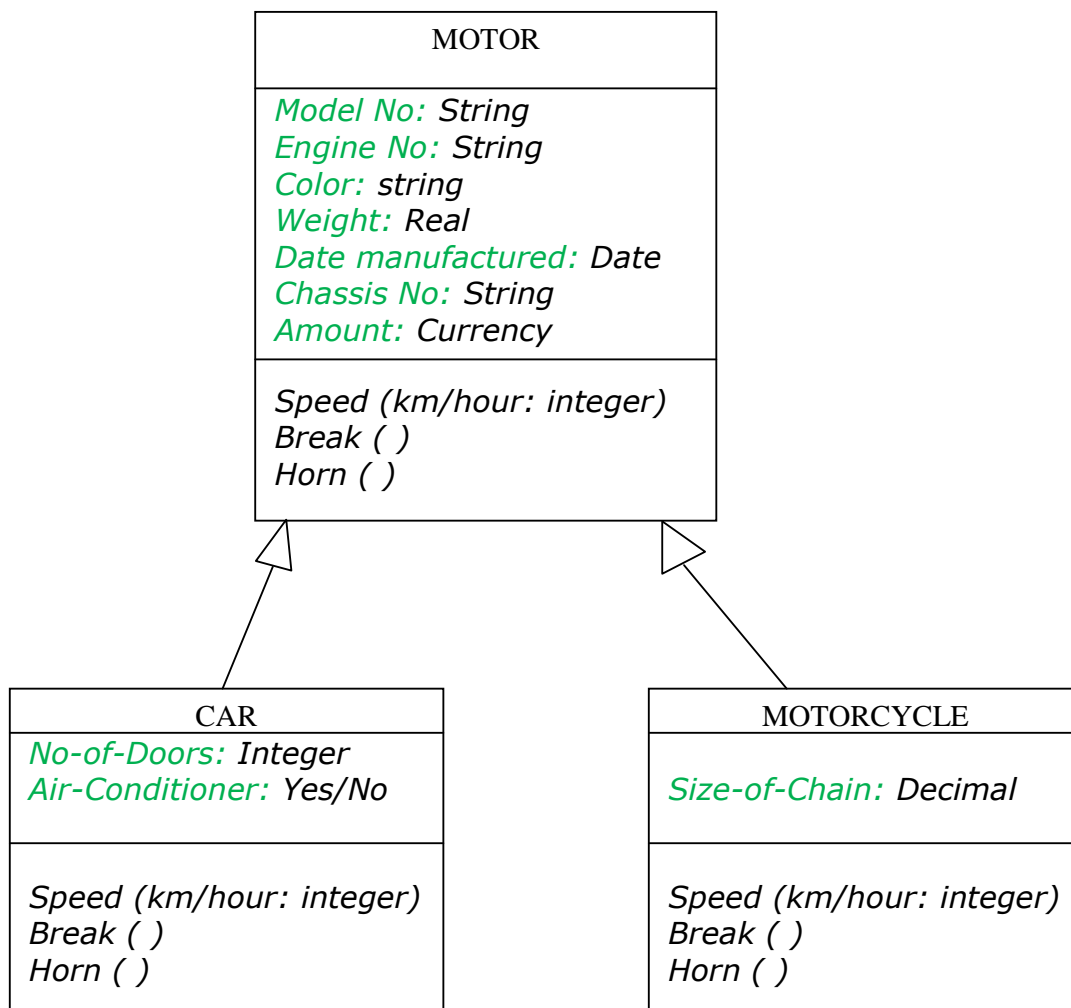 MOTOR
Model No: String
Engine No: String
Color: string
Weight: Real
Date manufactured: Date
Chassis No: String
Amount: Currency
Speed (km/hour: integer)
Break ( )
Horn ( )
CAR
No-of-Doors: Integer
Air-Conditioner: Yes/No
Speed (km/hour: integer)
Break ( )
Horn ( )
MOTORCYCLE
Size-of-Chain: Decimal
Speed (km/hour: integer)
Break ( )
Horn ( )